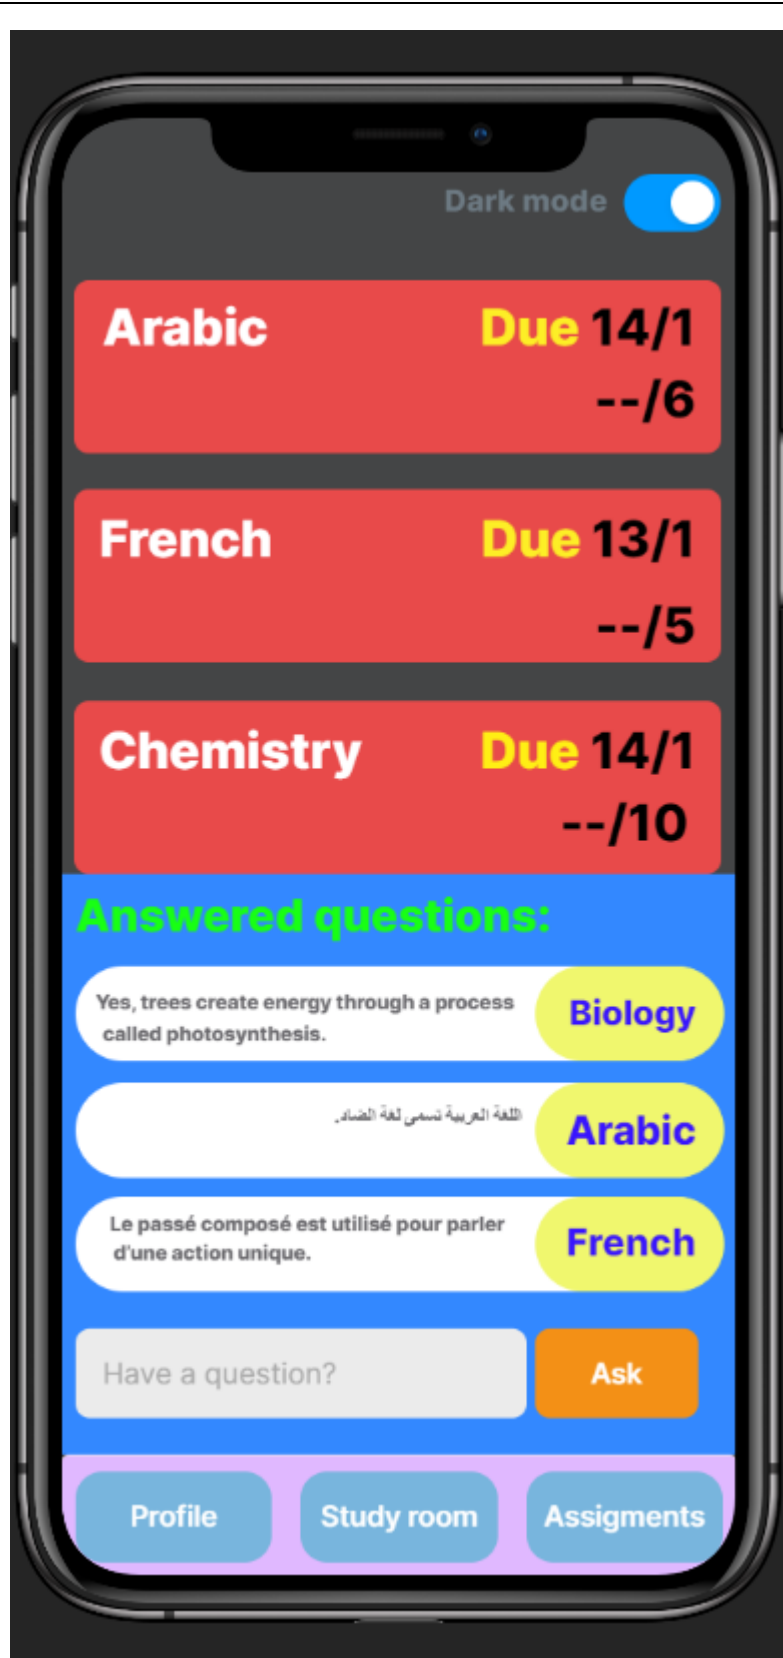 Dark mode
Arabic Due 14/1
--/6
French Due 13/1
--/5
Chemistry Due 14/1
--/10
Answered questions:
Yes, trees create energy through a process
called photosynthesis.
Biology
اللغة العربية تسمى لغة الضاد.
Arabic
Le passé composé est utilisé pour parler
d'une action unique.
French
Have a question?
Ask
Profile
Study room
Assigments